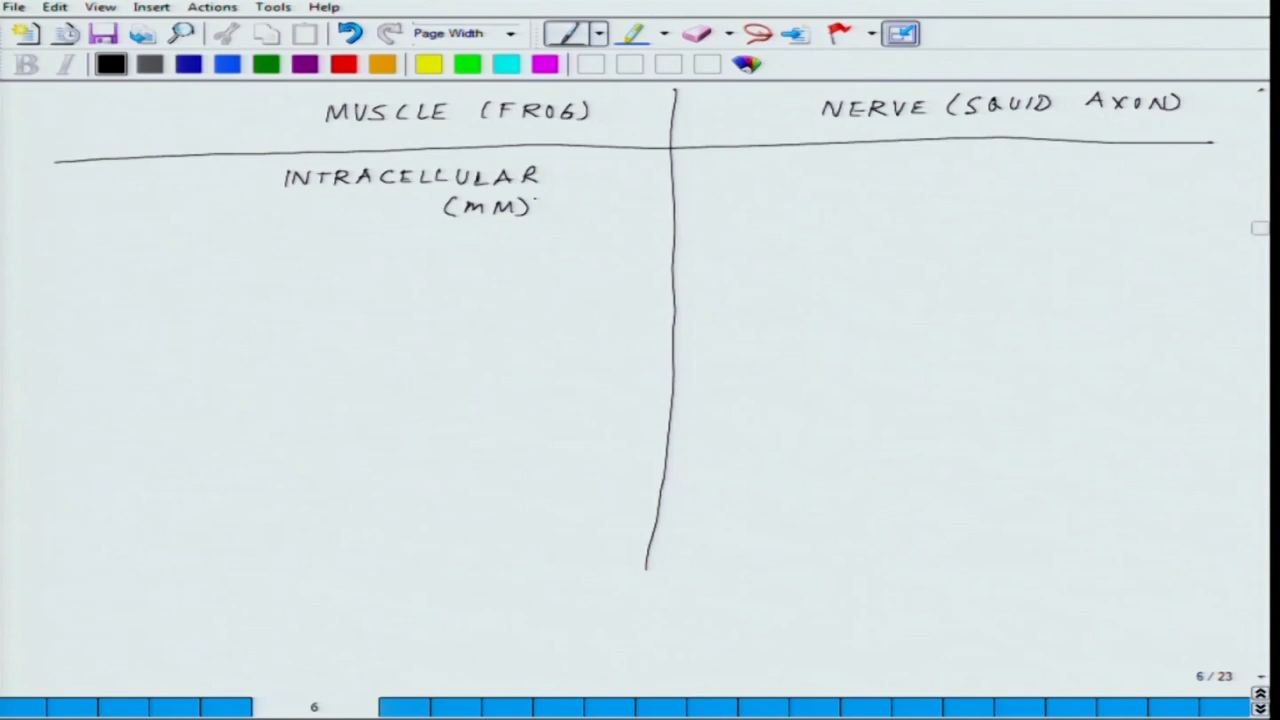 File Edit View Insert Actions Tools Help
Page Width
B I
MUSCLE (FROG) NERVE (SQUID AXON)
INTRACELLULAR
(mM)
6 / 23
6